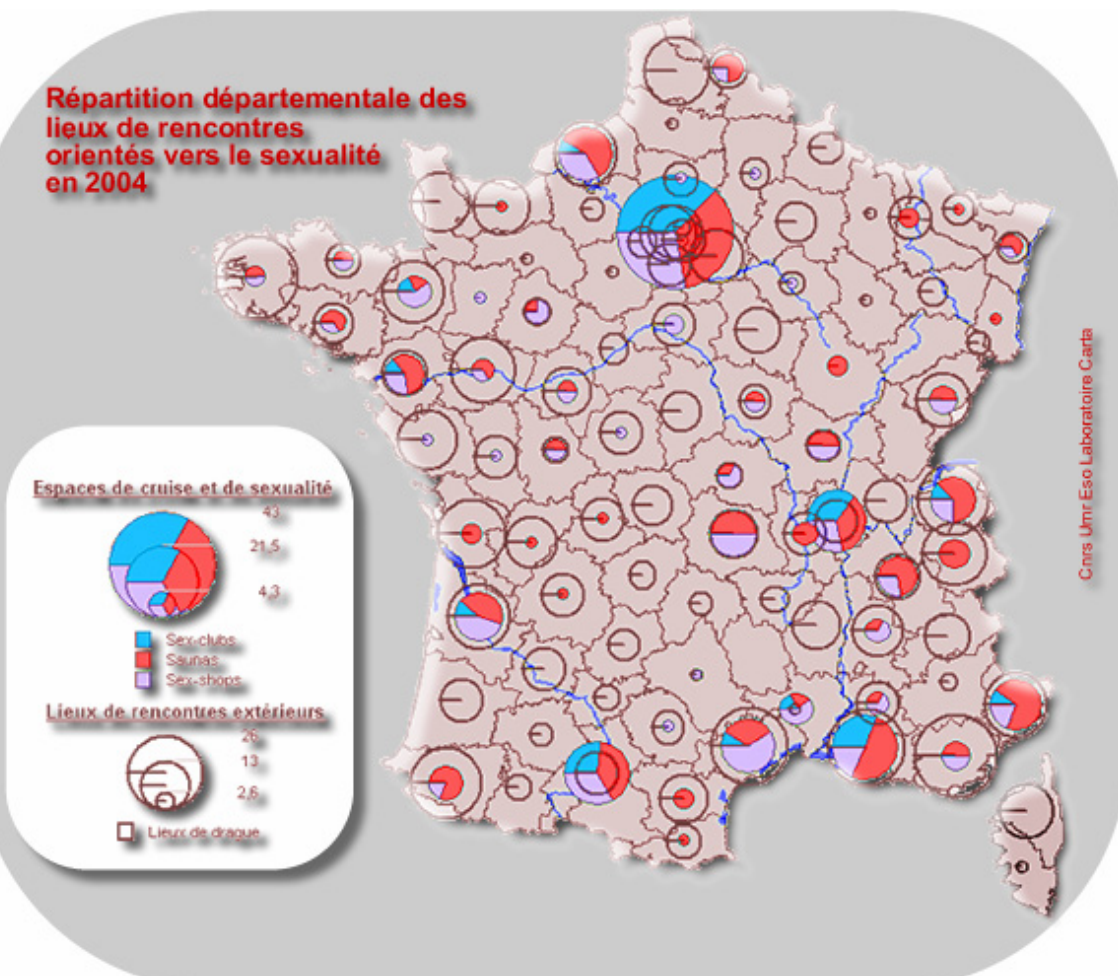 Répartition départementale des
lieux de rencontres
orientés vers le sexualité
en 2004
Espaces de cruise et de sexualité
43
21,5
4,3
Sex-clubs
Saunas
Sex-shops
Lieux de rencontres extérieurs
26
13
2,6
Lieux de drague
Cnrs Umr Eso Laboratoire Carta